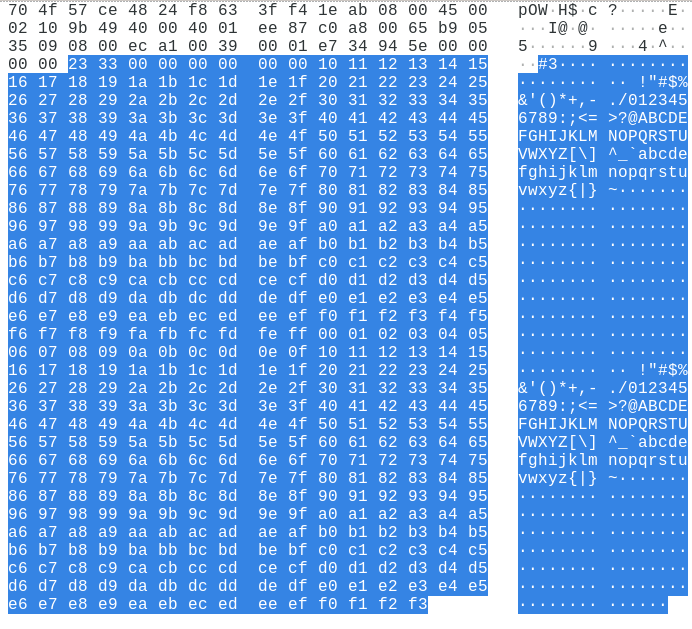 70 4f 57 ce 48 24 f8 63  3f f4 1e ab 08 00 45 00   pOW·H$·c ?·····E·
02 10 9b 49 40 00 40 01  ee 87 c0 a8 00 65 b9 05   ···I@·@· ·····e··
35 09 08 00 ec a1 00 39  00 01 e7 34 94 5e 00 00   5······9 ···4·^··
00 00 23 33 00 00 00 00  00 00 10 11 12 13 14 15   ··#3···· ········
16 17 18 19 1a 1b 1c 1d  1e 1f 20 21 22 23 24 25   ········ ·· !"#$%
26 27 28 29 2a 2b 2c 2d  2e 2f 30 31 32 33 34 35   &'()*+,- ./012345
36 37 38 39 3a 3b 3c 3d  3e 3f 40 41 42 43 44 45   6789:;<= >?@ABCDE
46 47 48 49 4a 4b 4c 4d  4e 4f 50 51 52 53 54 55   FGHIJKLM NOPQRSTU
56 57 58 59 5a 5b 5c 5d  5e 5f 60 61 62 63 64 65   VWXYZ[\] ^_`abcde
66 67 68 69 6a 6b 6c 6d  6e 6f 70 71 72 73 74 75   fghijklm nopqrstu
76 77 78 79 7a 7b 7c 7d  7e 7f 80 81 82 83 84 85   vwxyz{|} ~·······
86 87 88 89 8a 8b 8c 8d  8e 8f 90 91 92 93 94 95   ········ ········
96 97 98 99 9a 9b 9c 9d  9e 9f a0 a1 a2 a3 a4 a5   ········ ········
a6 a7 a8 a9 aa ab ac ad  ae af b0 b1 b2 b3 b4 b5   ········ ········
b6 b7 b8 b9 ba bb bc bd  be bf c0 c1 c2 c3 c4 c5   ········ ········
c6 c7 c8 c9 ca cb cc cd  ce cf d0 d1 d2 d3 d4 d5   ········ ········
d6 d7 d8 d9 da db dc dd  de df e0 e1 e2 e3 e4 e5   ········ ········
e6 e7 e8 e9 ea eb ec ed  ee ef f0 f1 f2 f3 f4 f5   ········ ········
f6 f7 f8 f9 fa fb fc fd  fe ff 00 01 02 03 04 05   ········ ········
06 07 08 09 0a 0b 0c 0d  0e 0f 10 11 12 13 14 15   ········ ········
16 17 18 19 1a 1b 1c 1d  1e 1f 20 21 22 23 24 25   ········ ·· !"#$%
26 27 28 29 2a 2b 2c 2d  2e 2f 30 31 32 33 34 35   &'()*+,- ./012345
36 37 38 39 3a 3b 3c 3d  3e 3f 40 41 42 43 44 45   6789:;<= >?@ABCDE
46 47 48 49 4a 4b 4c 4d  4e 4f 50 51 52 53 54 55   FGHIJKLM NOPQRSTU
56 57 58 59 5a 5b 5c 5d  5e 5f 60 61 62 63 64 65   VWXYZ[\] ^_`abcde
66 67 68 69 6a 6b 6c 6d  6e 6f 70 71 72 73 74 75   fghijklm nopqrstu
76 77 78 79 7a 7b 7c 7d  7e 7f 80 81 82 83 84 85   vwxyz{|} ~·······
86 87 88 89 8a 8b 8c 8d  8e 8f 90 91 92 93 94 95   ········ ········
96 97 98 99 9a 9b 9c 9d  9e 9f a0 a1 a2 a3 a4 a5   ········ ········
a6 a7 a8 a9 aa ab ac ad  ae af b0 b1 b2 b3 b4 b5   ········ ········
b6 b7 b8 b9 ba bb bc bd  be bf c0 c1 c2 c3 c4 c5   ········ ········
c6 c7 c8 c9 ca cb cc cd  ce cf d0 d1 d2 d3 d4 d5   ········ ········
d6 d7 d8 d9 da db dc dd  de df e0 e1 e2 e3 e4 e5   ········ ········
e6 e7 e8 e9 ea eb ec ed  ee ef f0 f1 f2 f3   ········ ······